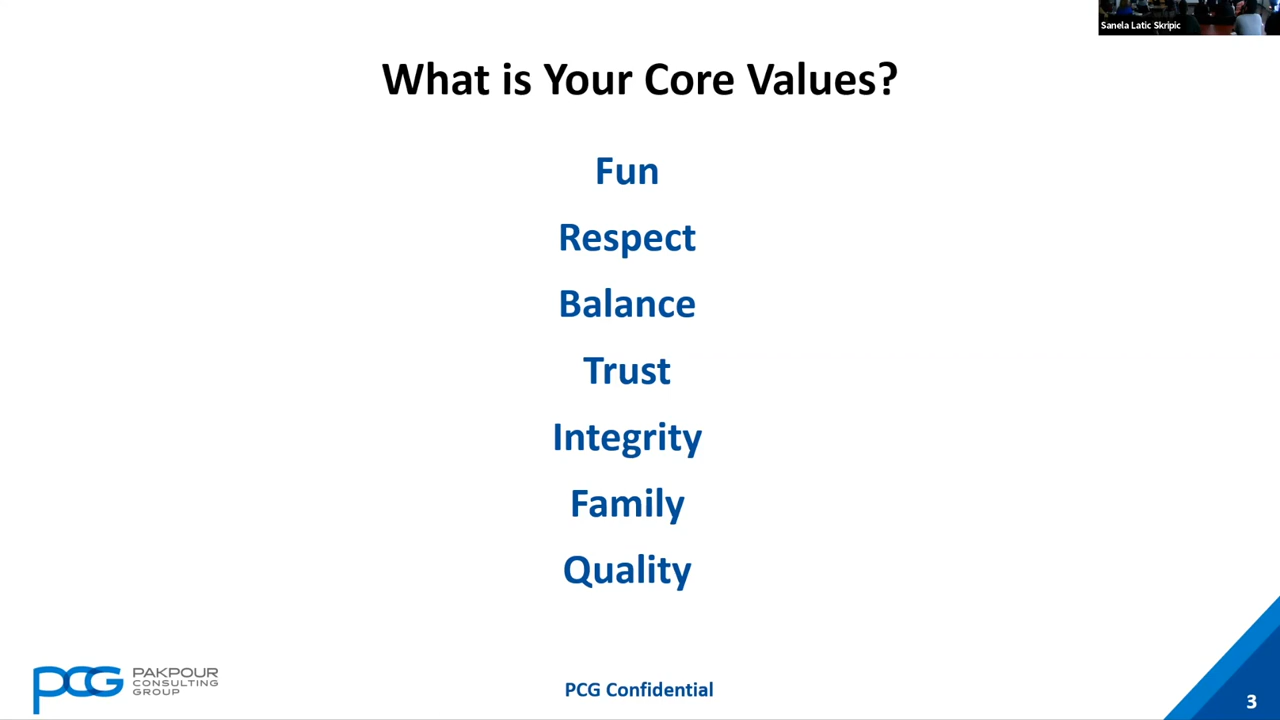 Sanela Latic Skripic
What is Your Core Values?
Fun
Respect
Balance
Trust
Integrity
Family
Quality
PCG PAKPOUR
CONSULTING
GROUP
PCG Confidential
3